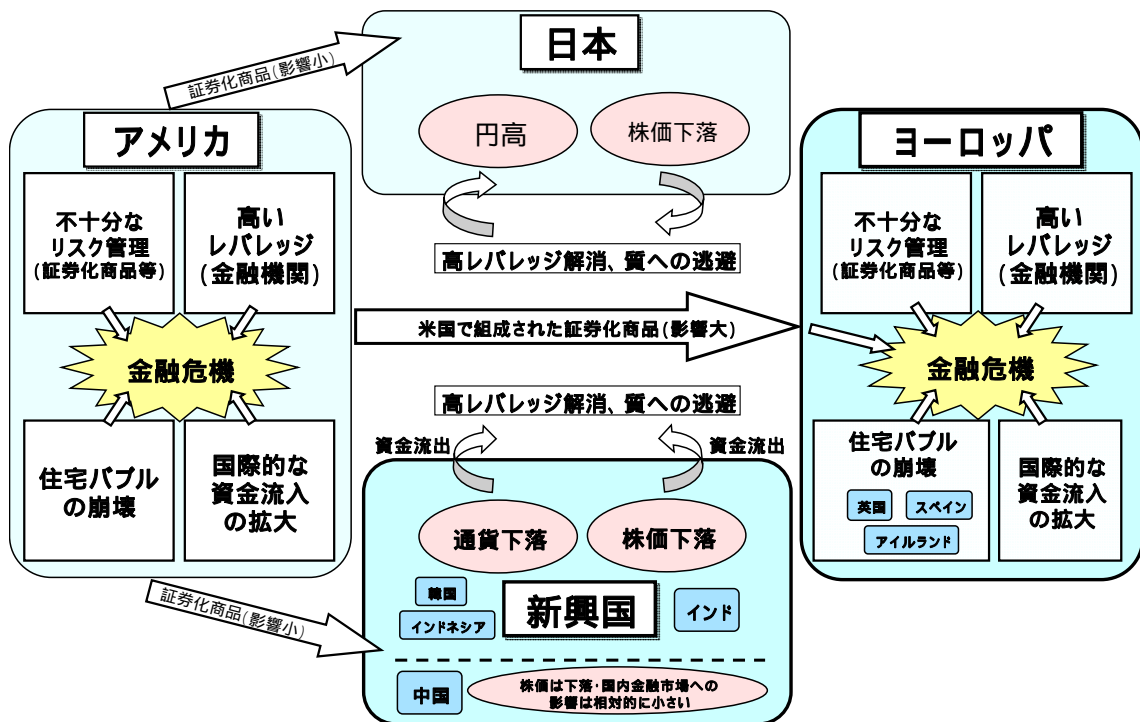 日本
証券化商品(影響小)
円高
株価下落
アメリカ
ヨーロッパ
不十分な
リスク管理
(証券化商品等)
高い
レバレッジ
(金融機関)
高レバレッジ解消、質への逃避
不十分な
リスク管理
(証券化商品等)
高い
レバレッジ
(金融機関)
米国で組成された証券化商品(影響大)
金融危機
金融危機
高レバレッジ解消、質への逃避
資金流出
資金流出
住宅バブル
の崩壊
国際的な
資金流入
の拡大
住宅バブル
の崩壊
英国
スペイン
アイルランド
国際的な
資金流入
の拡大
通貨下落
株価下落
証券化商品(影響小)
韓国
インドネシア
新興国
インド
中国
株価は下落・国内金融市場への
影響は相対的に小さい